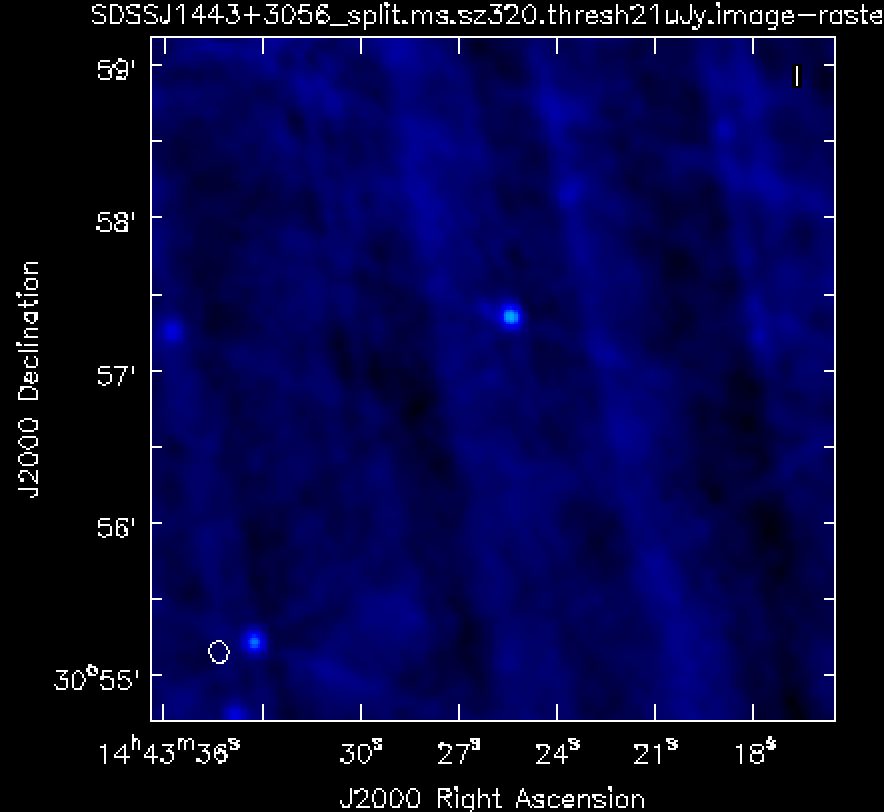 SDSSJ1443+3056_split.ms.sz320.thresh21uJy.image-raste
I
59'
58'
57'
56'
30°55'
14h43m36s 30s 27s 24s 21s 18s
J2000 Declination
J2000 Right Ascension